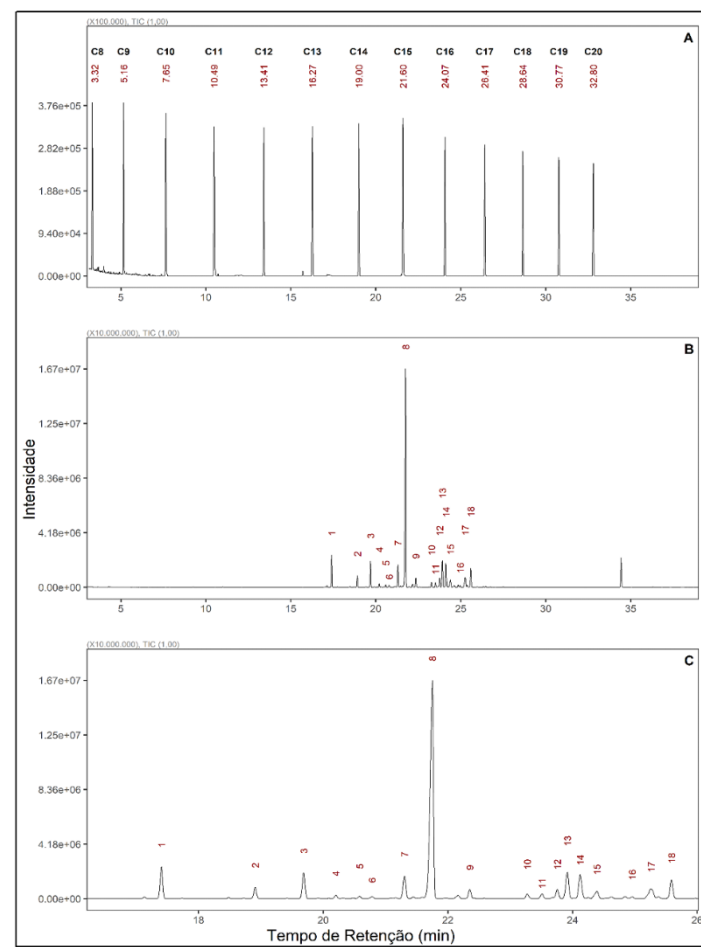 (X100.000), TIC (1,00)
A
C8 C9 C10 C11 C12 C13 C14 C15 C16 C17 C18 C19 C20
3.32 5.16 7.65 10.49 13.41 16.27 19.00 21.60 24.07 26.41 28.64 30.77 32.80
3.76e+05
2.82e+05
1.88e+05
9.40e+04
0.00e+00
5 10 15 20 25 30 35
(X10.000.000), TIC (1,00)
B
1.67e+07
1.25e+07
8.36e+06
4.18e+06
0.00e+00
1 2 3 4 5 6 7 8 9 10 11 12 13 14 15 16 17 18
5 10 15 20 25 30 35
Intensidade
(X10.000.000), TIC (1,00)
C
1.67e+07
1.25e+07
8.36e+06
4.18e+06
0.00e+00
1 2 3 4 5 6 7 8 9 10 11 12 13 14 15 16 17 18
18 20 22 24 26
Tempo de Retenção (min)